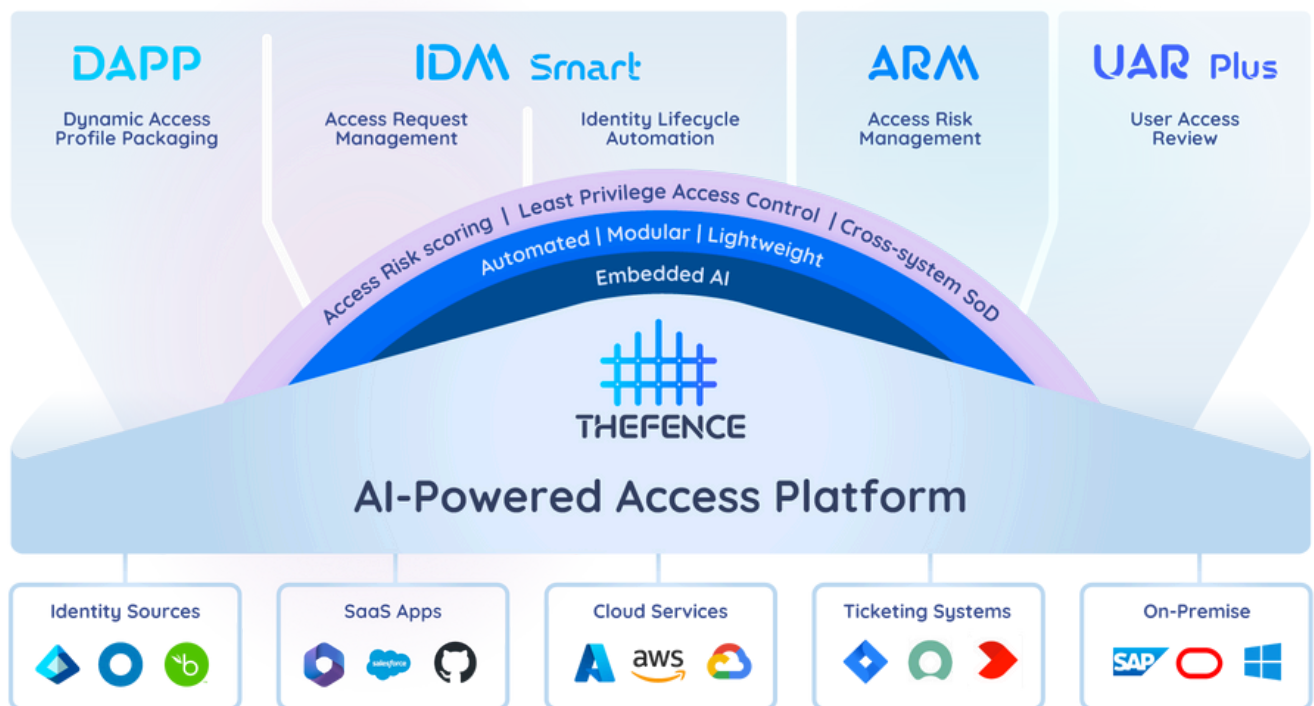 DAPP
Dynamic Access
Profile Packaging
IDM Smart
Access Request
Management
Identity Lifecycle
Automation
ARM
Access Risk
Management
UAR Plus
User Access
Review
Access Risk scoring | Least Privilege Access Control | Cross-system SoD
Automated | Modular | Lightweight
Embedded AI
THEFENCE
AI-Powered Access Platform
Identity Sources
SaaS Apps
salesforce
Cloud Services
aws
Ticketing Systems
On-Premise
SAP